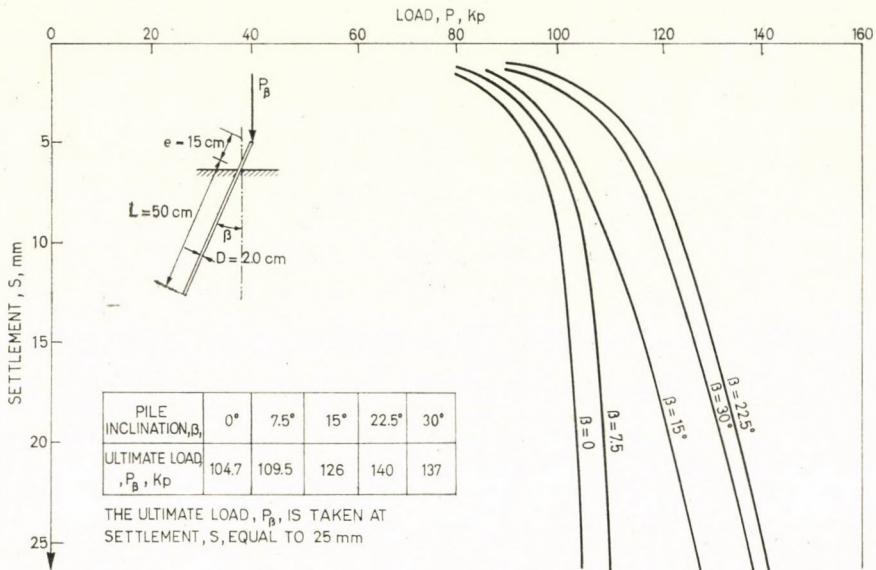 LOAD, P, Kp
0 20 40 60 80 100 120 140 160
5
10
15
20
25
SETTLEMENT, S, mm
Pβ
e = 15 cm
L = 50 cm
β
D = 2.0 cm
β = 0
β = 7.5
β = 15°
β = 30°
β = 22.5°
PILE INCLINATION,β, 0° 7.5° 15° 22.5° 30°
ULTIMATE LOAD, , Pβ, Kp 104.7 109.5 126 140 137
THE ULTIMATE LOAD, Pβ, IS TAKEN AT
SETTLEMENT, S, EQUAL TO 25 mm